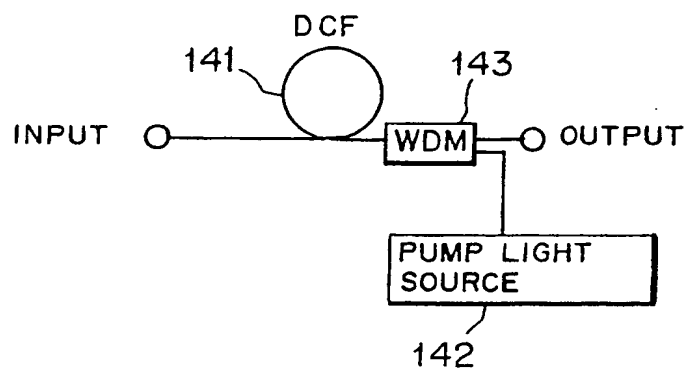 DCF
141
143
INPUT
WDM
OUTPUT
PUMP LIGHT
SOURCE
142